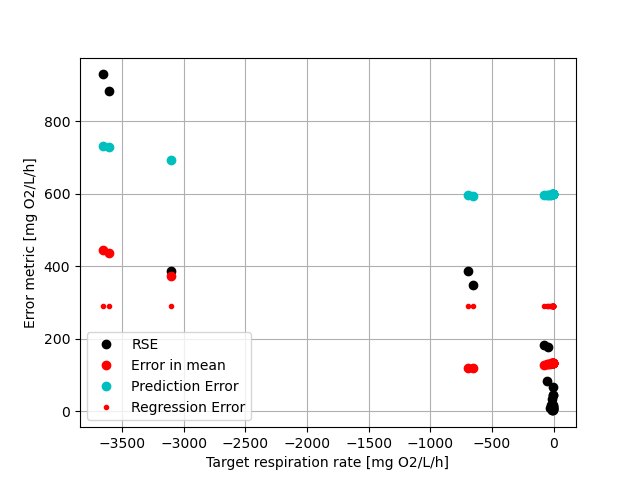 800
600
400
200
0
Error metric [mg O2/L/h]
RSE
Error in mean
Prediction Error
Regression Error
−3500 −3000 −2500 −2000 −1500 −1000 −500 0
Target respiration rate [mg O2/L/h]